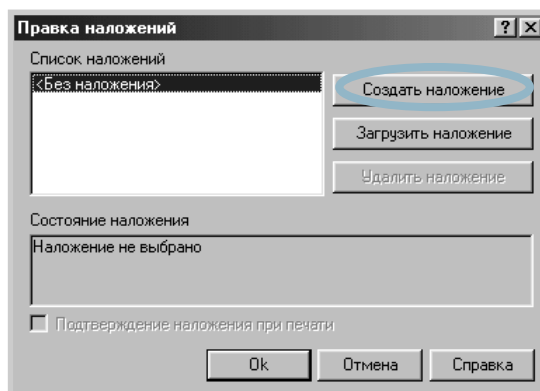 Правка наложений
Список наложений
<Без наложения>
Создать наложение
Загрузить наложение
Удалить наложение
Состояние наложения
Наложение не выбрано
Подтверждение наложения при печати
Ok
Отмена
Справка